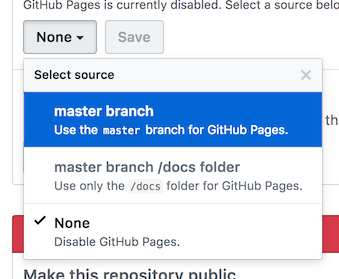 GitHub Pages is currently disabled. Select a source belo
None
Save
Select source
master branch
Use the master branch for GitHub Pages.
th
master branch /docs folder
Use only the /docs folder for GitHub Pages.
None
Disable GitHub Pages.
Make this repository public